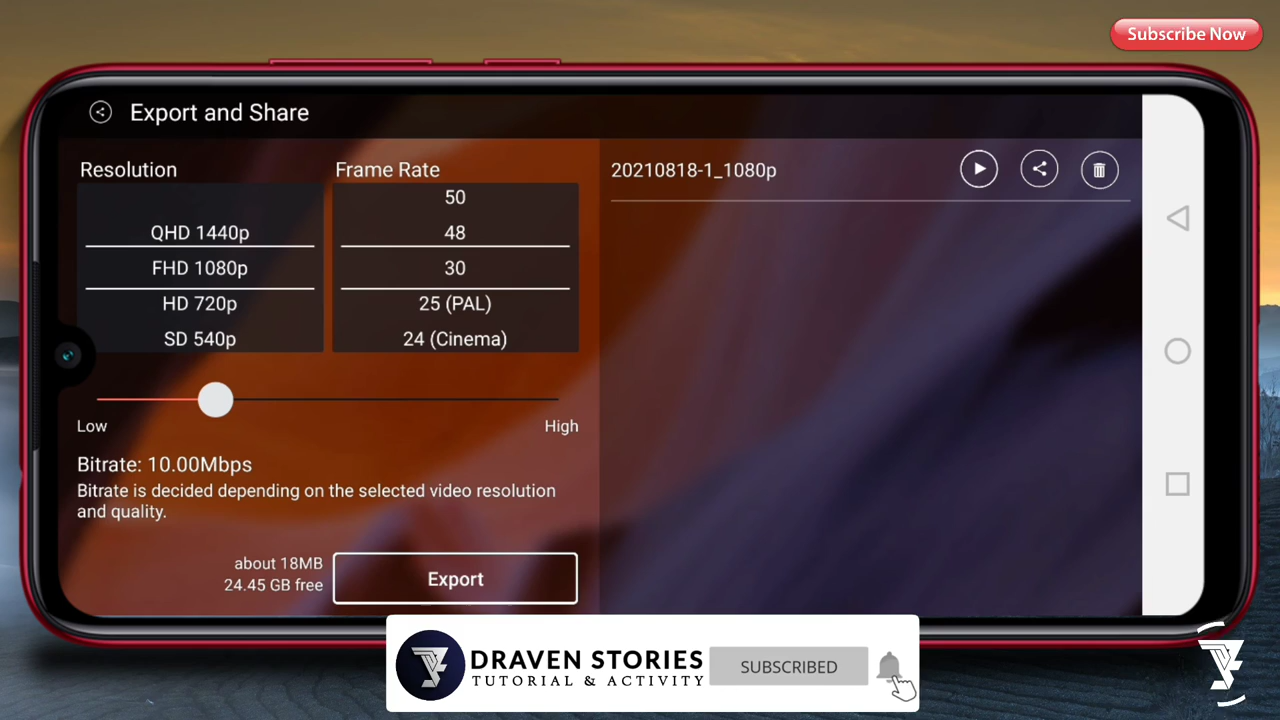 Subscribe Now
Export and Share
Resolution
Frame Rate
20210818-1_1080p
50
QHD 1440p
48
FHD 1080p
30
HD 720p
25 (PAL)
SD 540p
24 (Cinema)
Low
High
Bitrate: 10.00Mbps
Bitrate is decided depending on the selected video resolution
and quality.
about 18MB
24.45 GB free
Export
DRAVEN STORIES
TUTORIAL & ACTIVITY
SUBSCRIBED